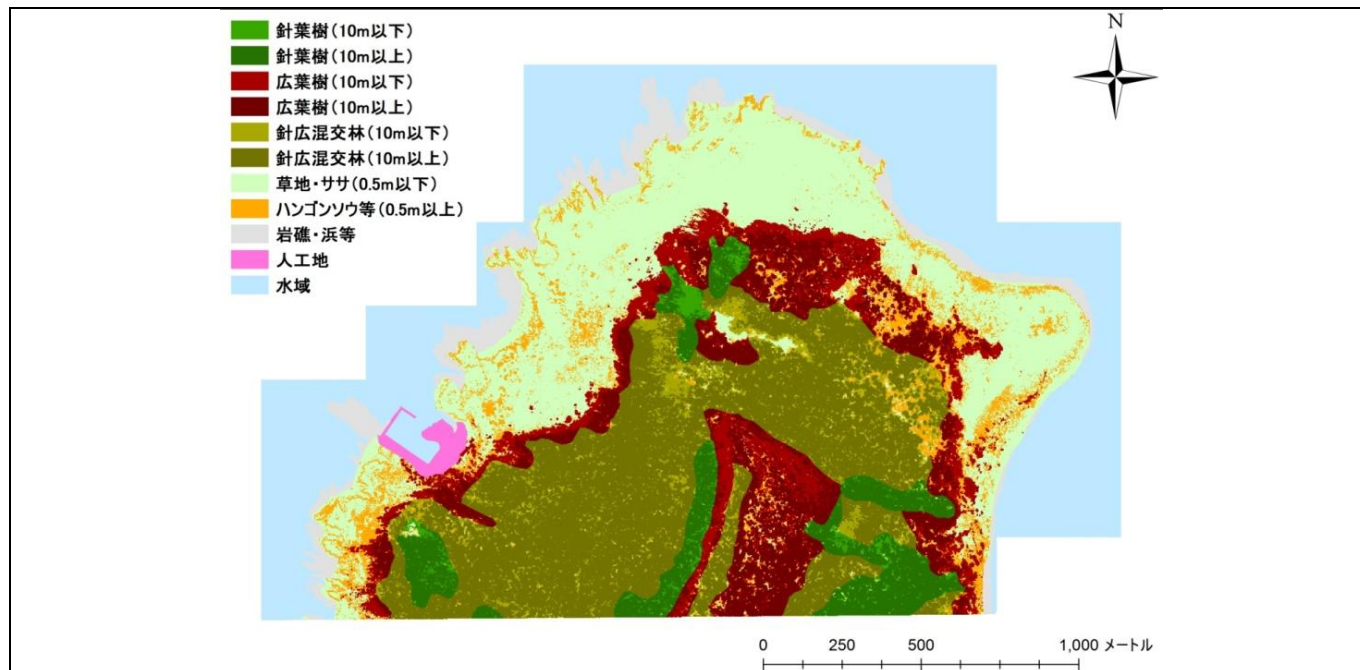 針葉樹(10m以下)
針葉樹(10m以上)
広葉樹(10m以下)
広葉樹(10m以上)
針広混交林(10m以下)
針広混交林(10m以上)
草地・ササ(0.5m以下)
ハンゴンソウ等(0.5m以上)
岩礁・浜等
人工地
水域
N
0 250 500 1,000 メートル